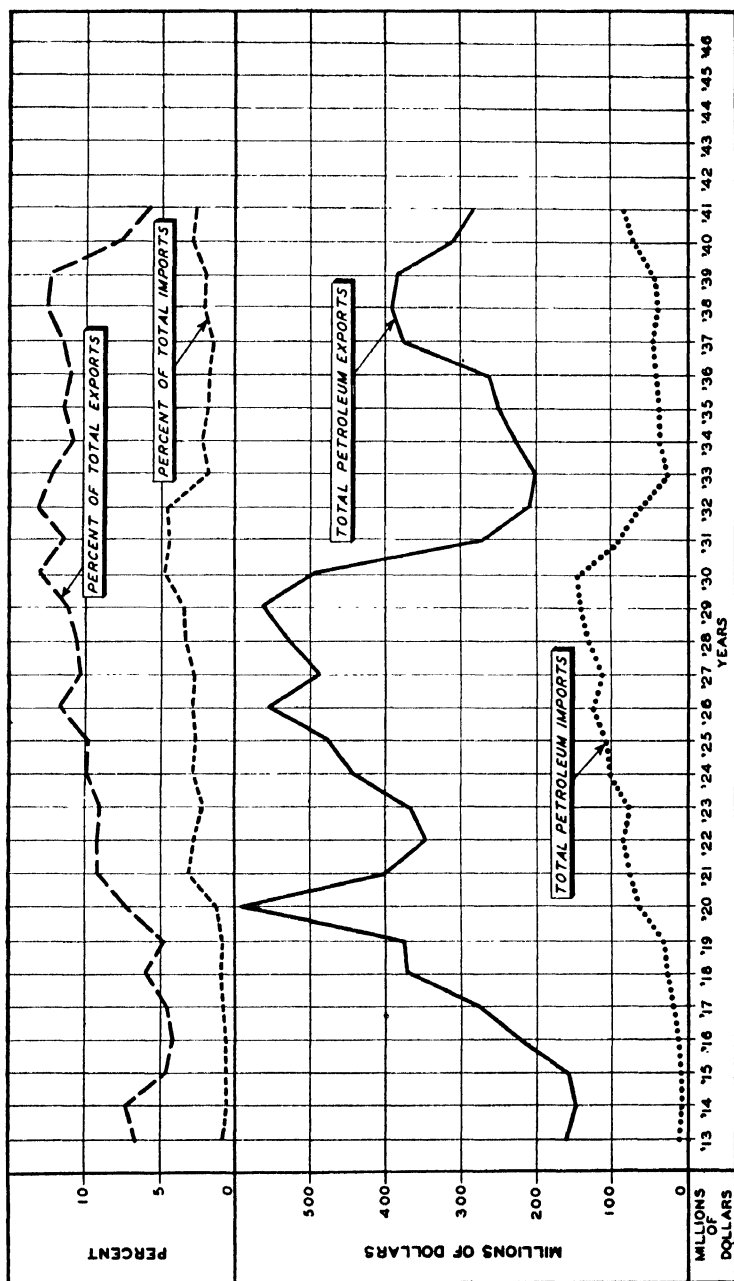 PERCENT
10
5
0
PERCENT OF TOTAL EXPORTS
PERCENT OF TOTAL IMPORTS
MILLIONS OF DOLLARS
500
400
300
200
100
0
TOTAL PETROLEUM EXPORTS
TOTAL PETROLEUM IMPORTS
MILLIONS
OF
DOLLARS
'13 '14 '15 '16 '17 '18 '19 '20 '21 '22 '23 '24 '25 '26 '27 '28 '29 '30 '31 '32 '33 '34 '35 '36 '37 '38 '39 '40 '41 '42 '43 '44 '45 '46
YEARS